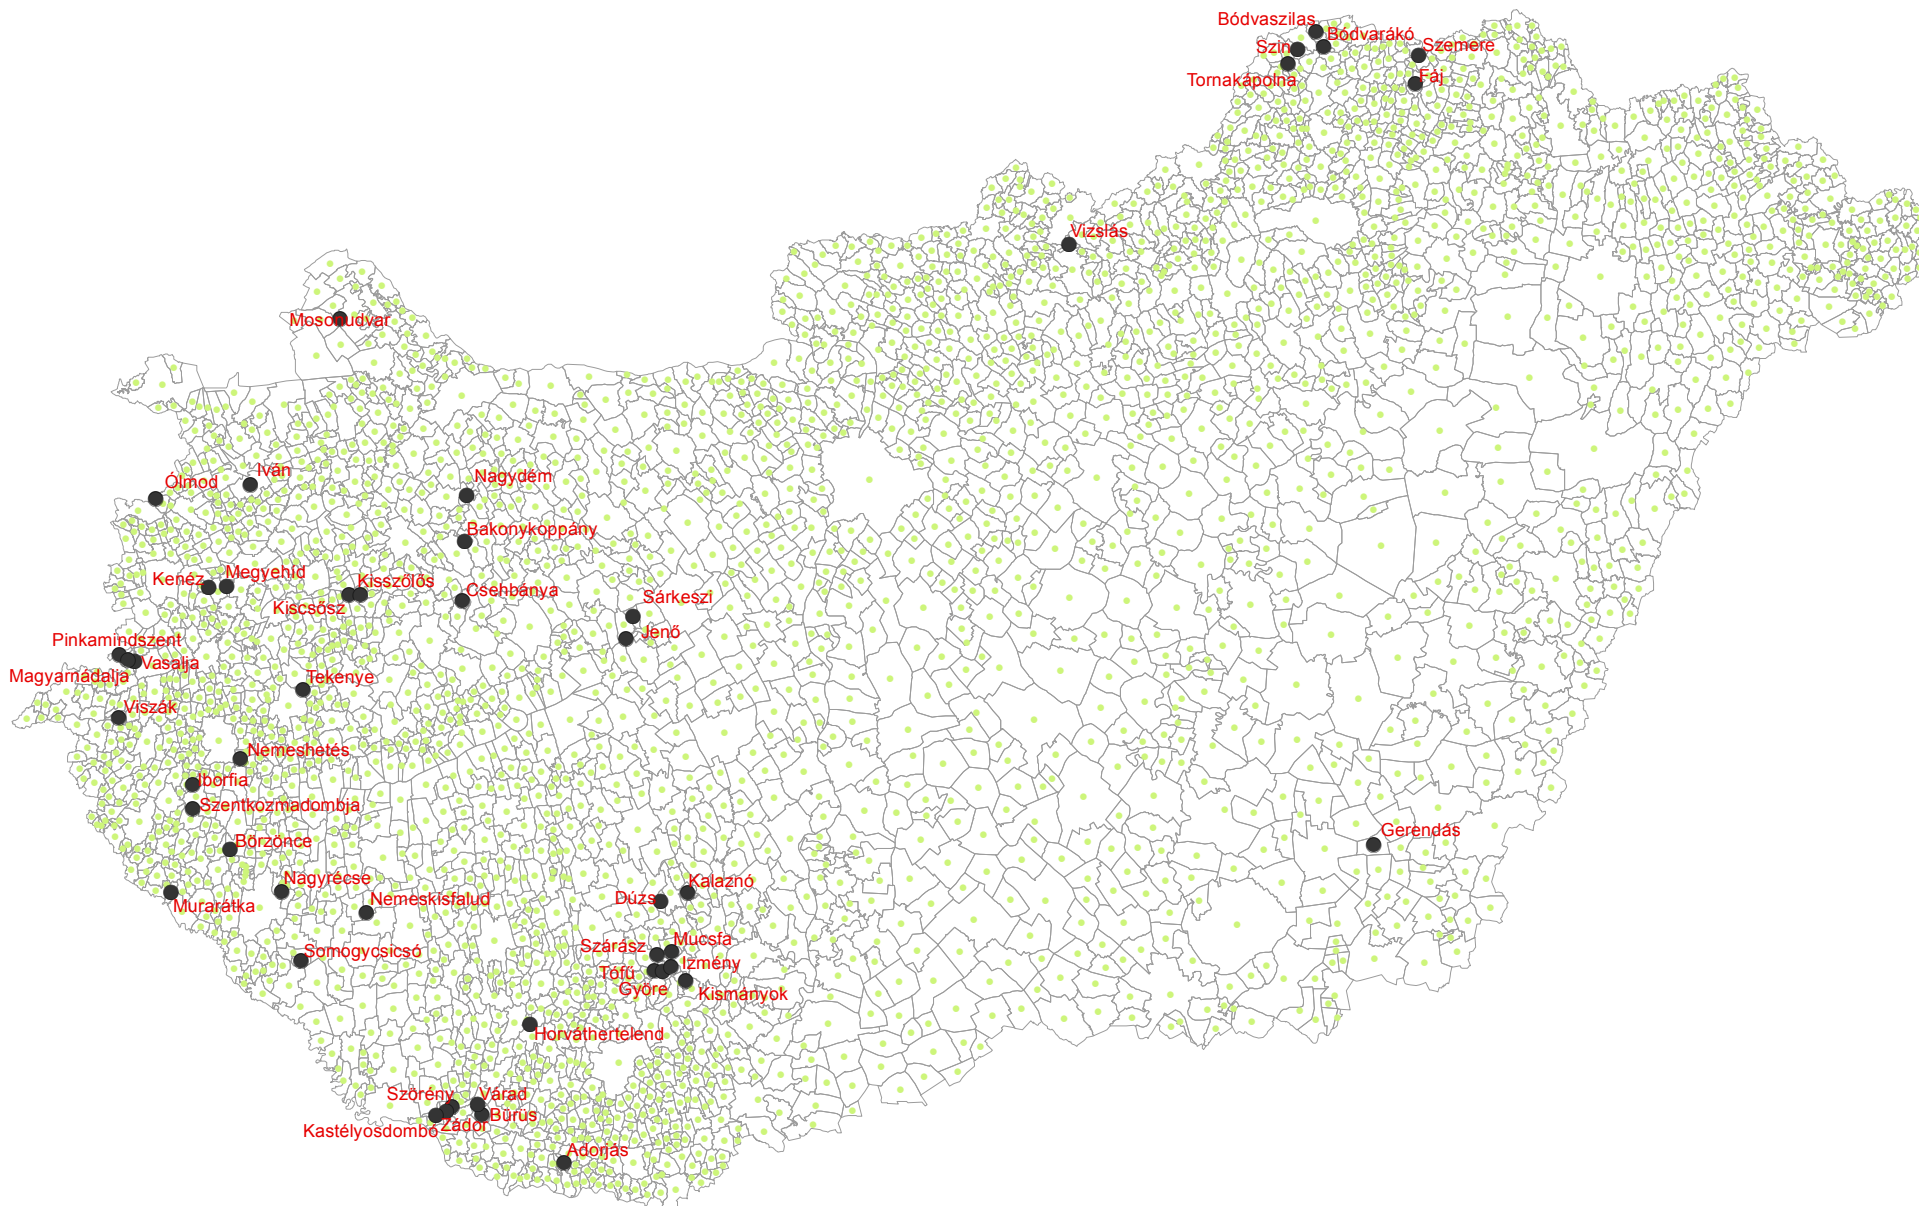 Bódvaszilas
Bódvarákó
Szin
Szemere
Tornakápolna
Fáj
Vizslás
Mosonudvar
Iván
Ólmod
Nagydém
Bakonykoppány
Kenéz
Megyehíd
Kisszőlős
Kiscsősz
Csehbánya
Sárkeszi
Jenő
Pinkamindszent
Vasalja
Magyarnádalja
Tekenye
Viszák
Nemeshetés
Iborfia
Szentkozmadombja
Börzönce
Gerendás
Nagyrécse
Murarátka
Nemeskisfalud
Kalaznó
Dúzs
Somogycsicsó
Szárász
Mucsfa
Izmény
Tófű
Györe
Kismányok
Horváthertelend
Szörény
Várad
Bürüs
Kastélyosdombó
Zádor
Adorjás